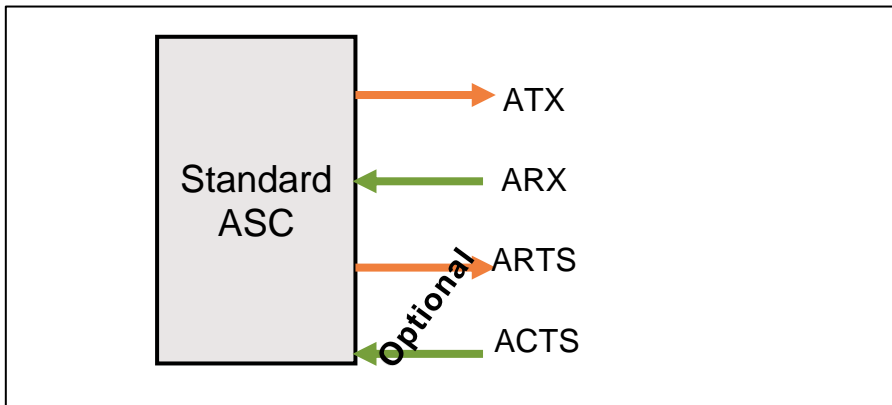 Standard
ASC
ATX
ARX
ARTS
ACTS
Optional